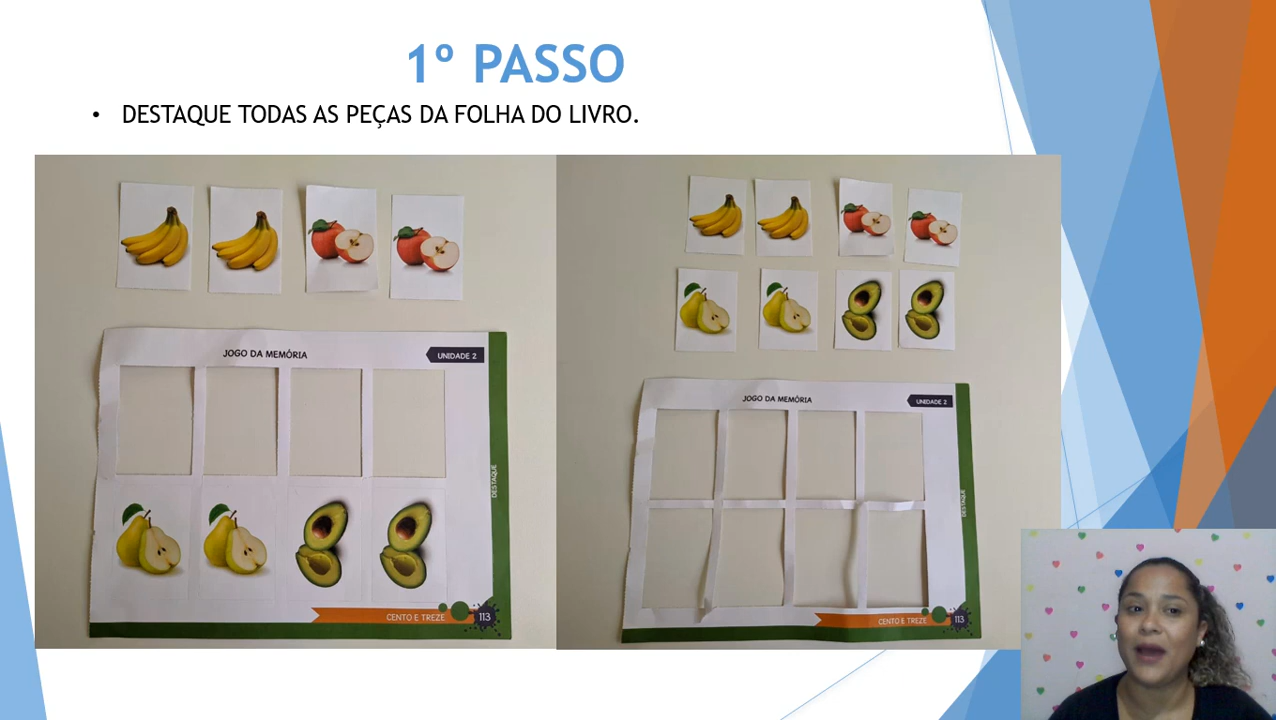 1º PASSO
• DESTAQUE TODAS AS PEÇAS DA FOLHA DO LIVRO.
JOGO DA MEMÓRIA
UNIDADE 2
DESTAQUE
CENTO E TREZE
113
JOGO DA MEMÓRIA
UNIDADE 2
DESTAQUE
CENTO E TREZE
113